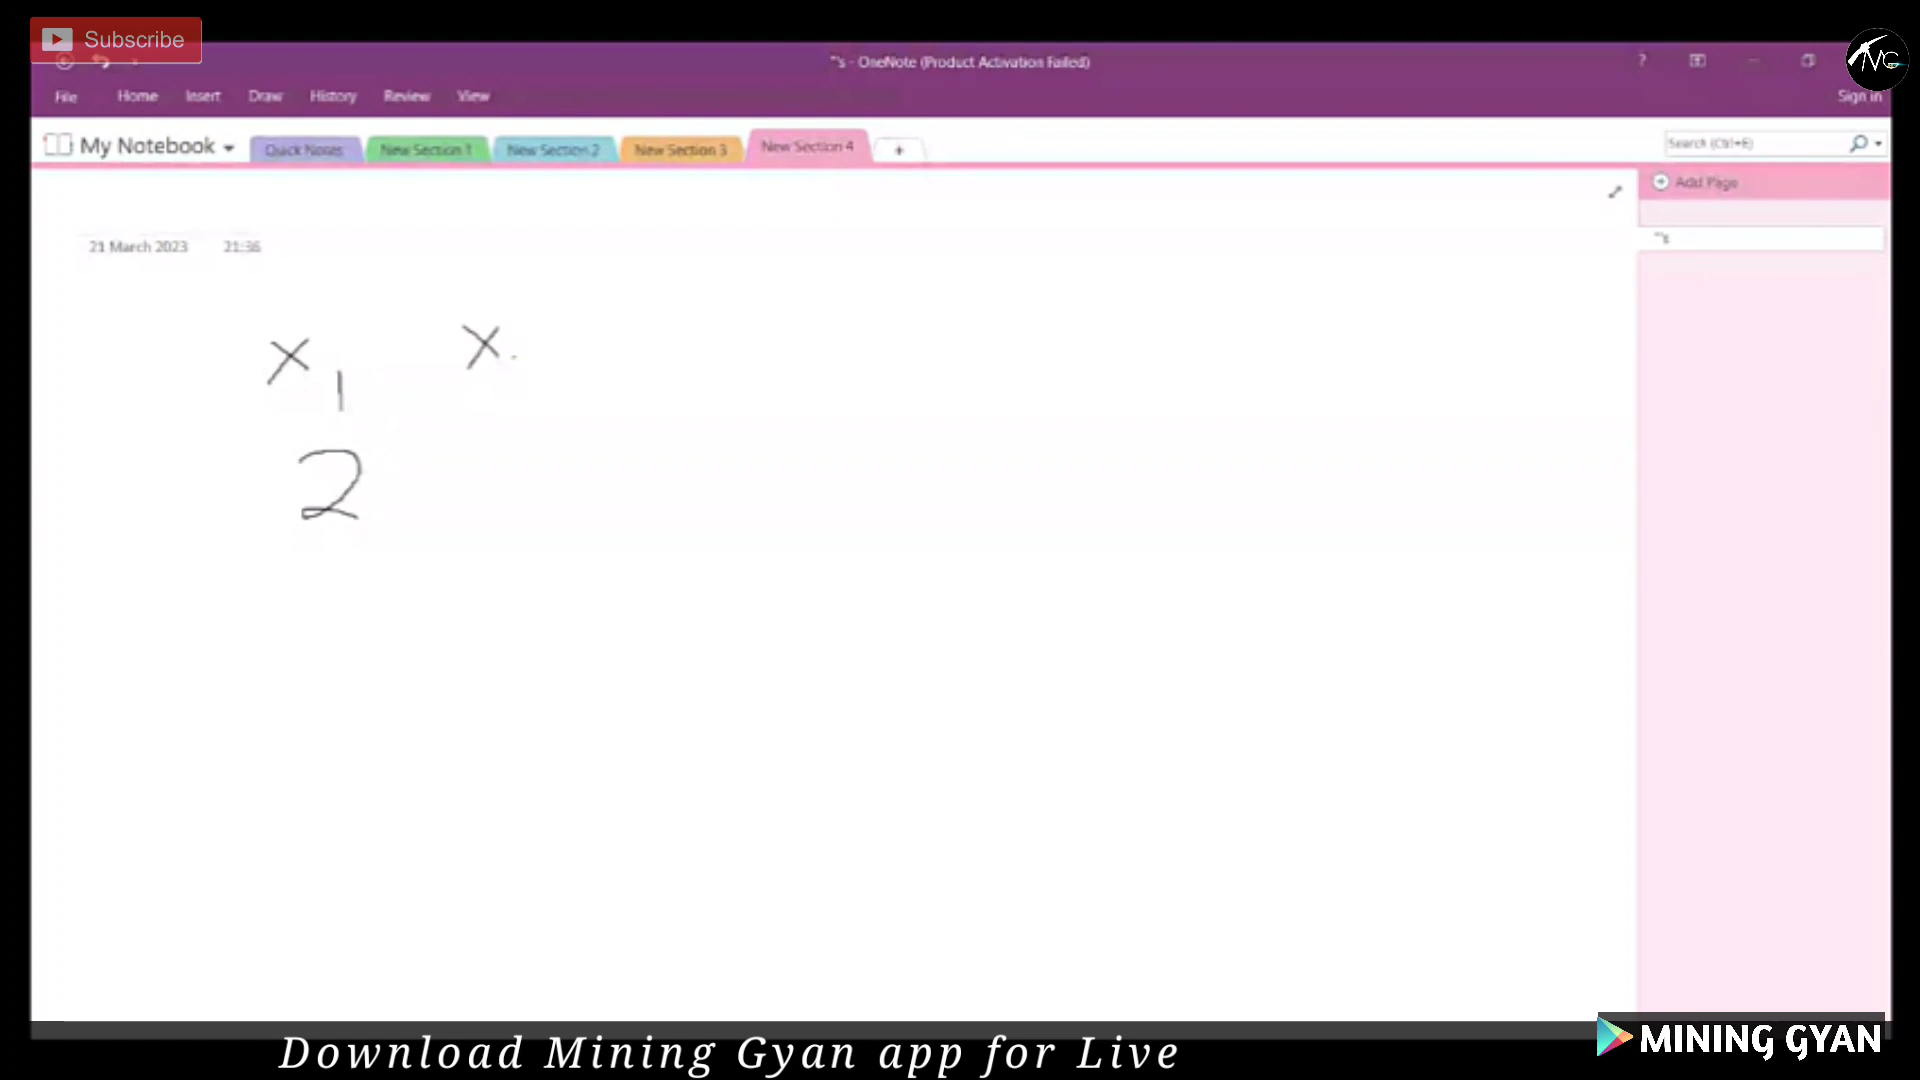 Subscribe
"s - OneNote (Product Activation Failed)
?
File Home Insert Draw History Review View
Sign in
My Notebook
Quick Notes
New Section 1
New Section 2
New Section 3
New Section 4
+
Search (Ctrl+E)
Add Page
21 March 2023 21:36
"s
X1 X.
2
Download Mining Gyan app for Live
MINING GYAN